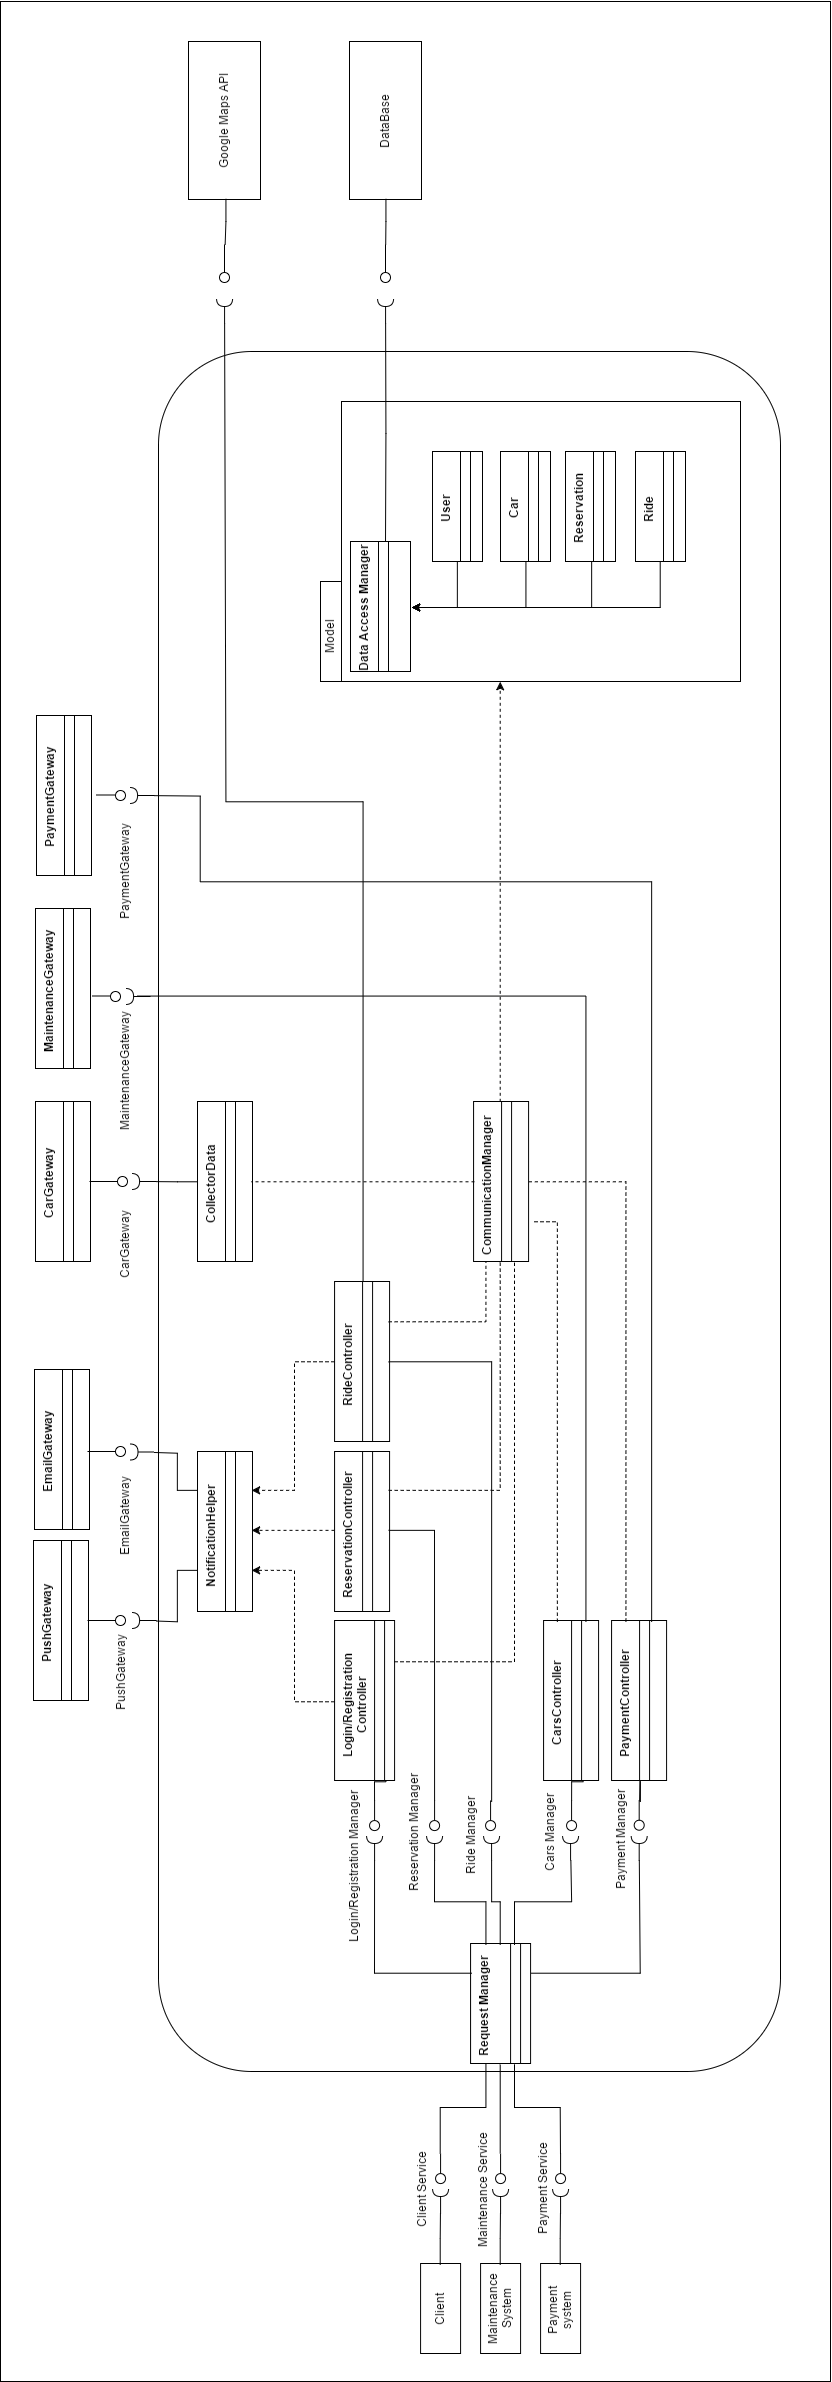 PushGateway
EmailGateway
CarGateway
MaintenanceGateway
PaymentGateway
PushGateway
EmailGateway
CarGateway
MaintenanceGateway
PaymentGateway
NotificationHelper
CollectorData
Google Maps API
Model
Login/Registration
Controller
ReservationController
RideController
Data Access Manager
DataBase
Login/Registration Manager
Reservation Manager
Ride Manager
Cars Manager
Payment Manager
Client
Client Service
Maintenance
System
Maintenance Service
Payment
system
Payment Service
Request Manager
CommunicationManager
CarsController
PaymentController
User
Car
Reservation
Ride